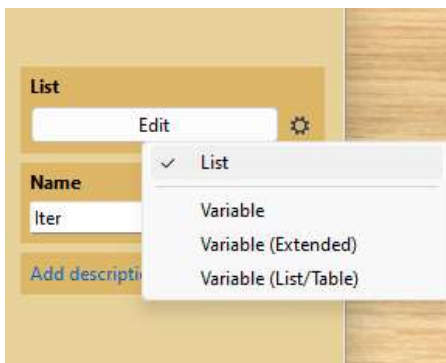 List
Edit
List
Name
Variable
Iter
Variable (Extended)
Add descripti
Variable (List/Table)